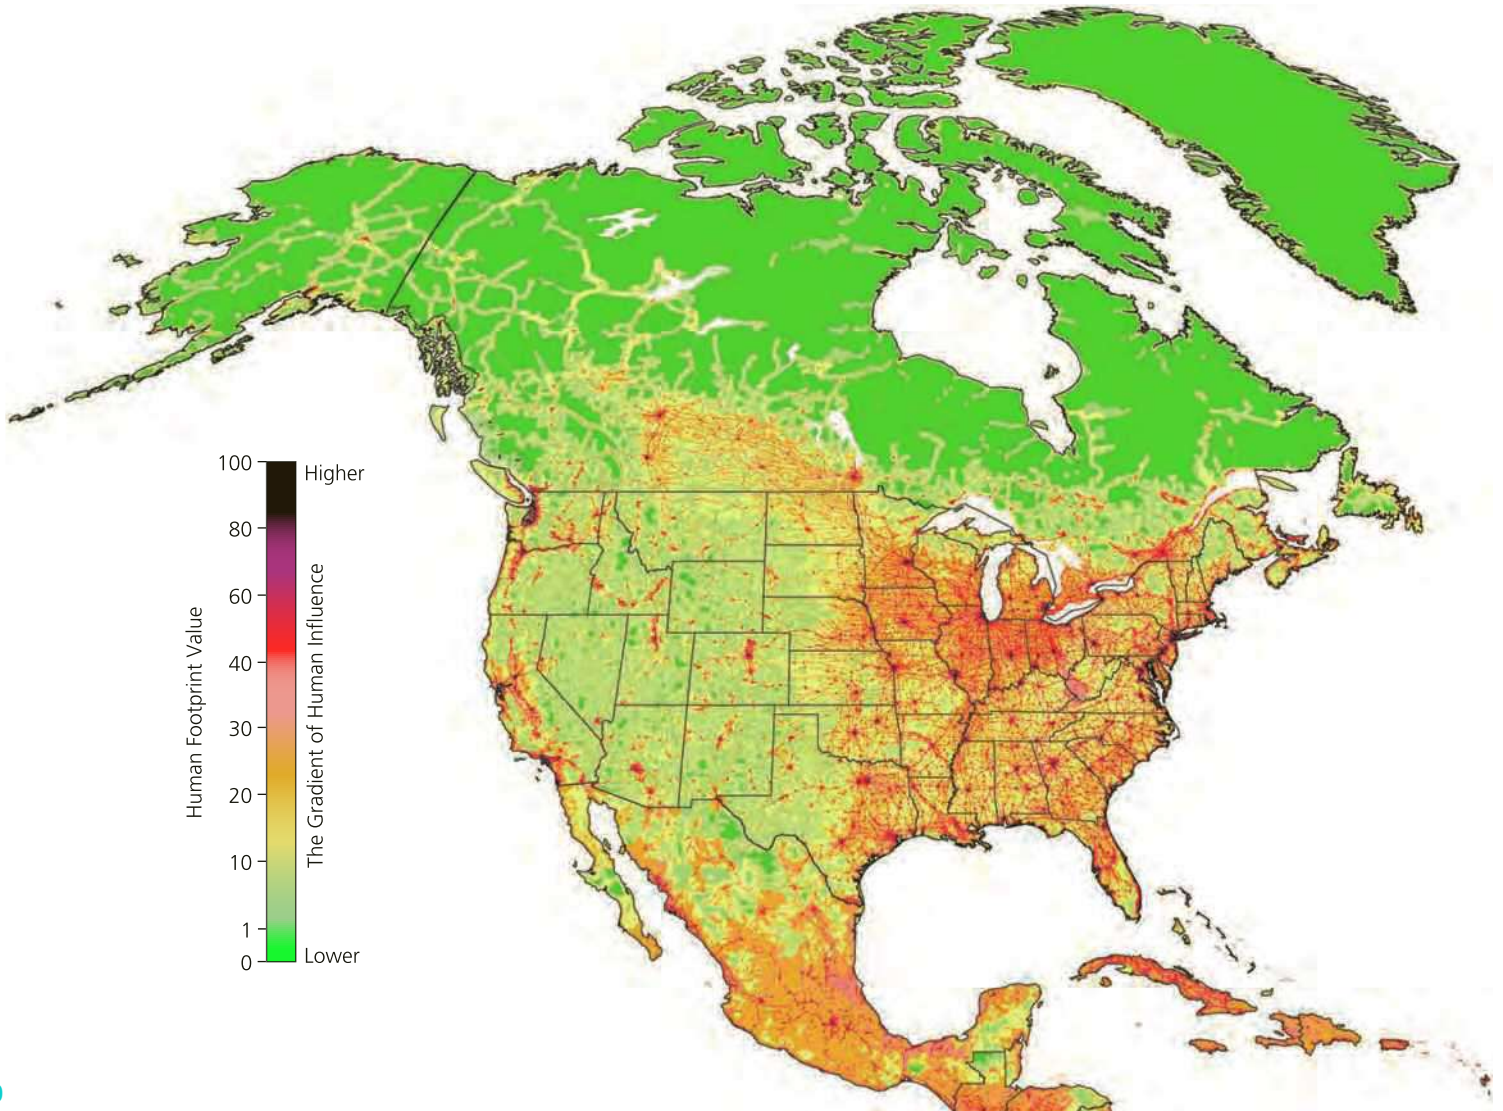 100
Higher
80
60
40
30
20
10
1
0
Lower
Human Footprint Value
The Gradient of Human Influence